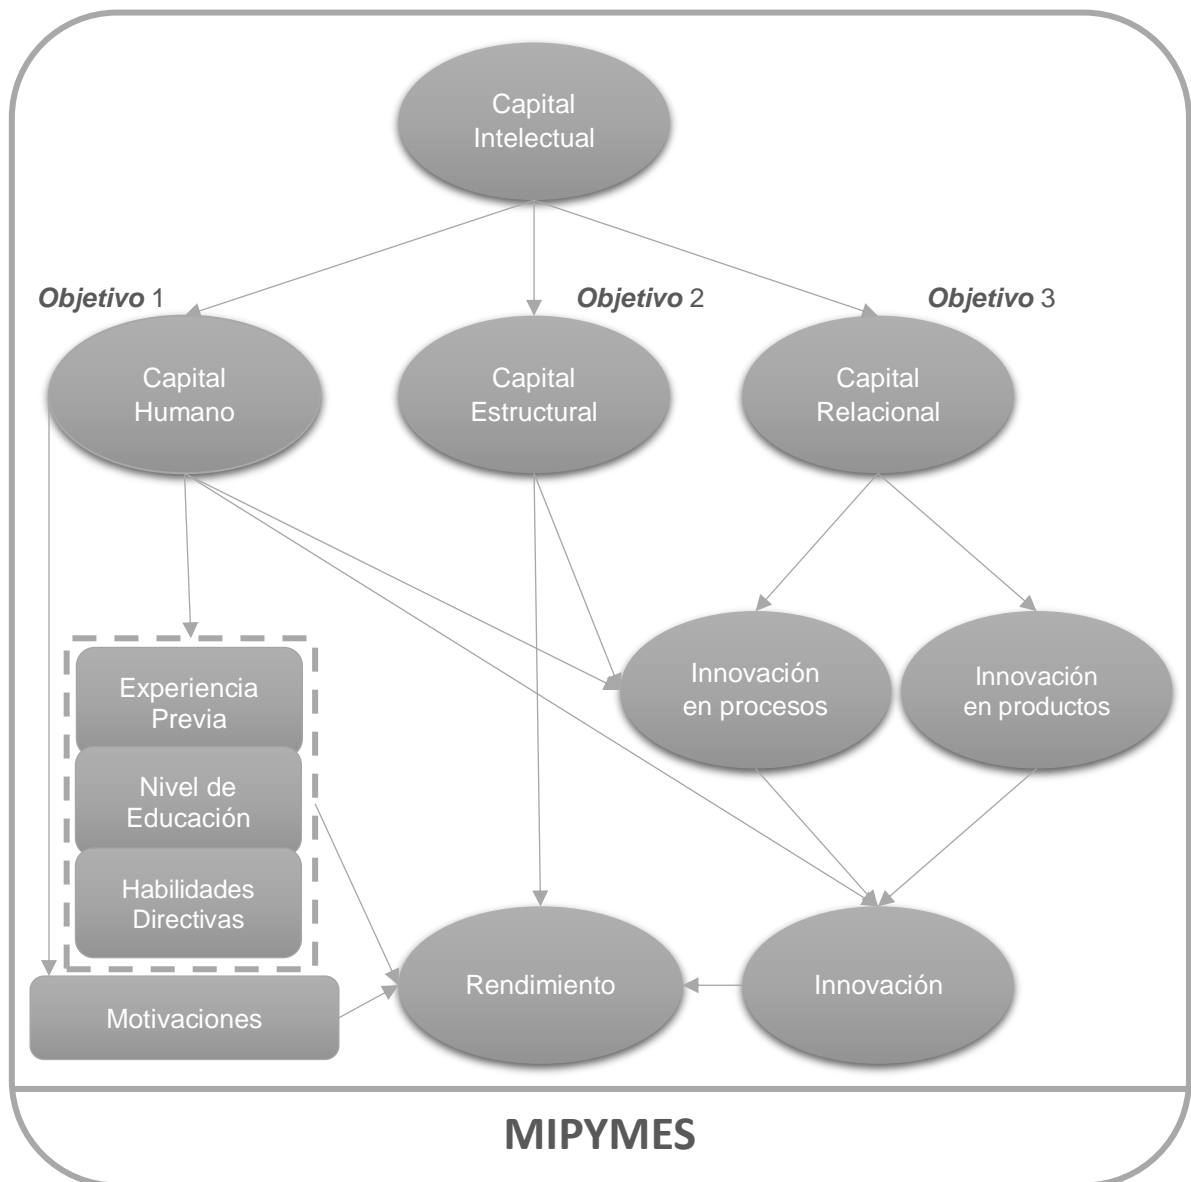 Capital
Intelectual
Objetivo 1
Objetivo 2
Objetivo 3
Capital
Humano
Capital
Estructural
Capital
Relacional
Experiencia
Previa
Nivel de
Educación
Habilidades
Directivas
Motivaciones
Innovación
en procesos
Innovación
en productos
Rendimiento
Innovación
MIPYMES